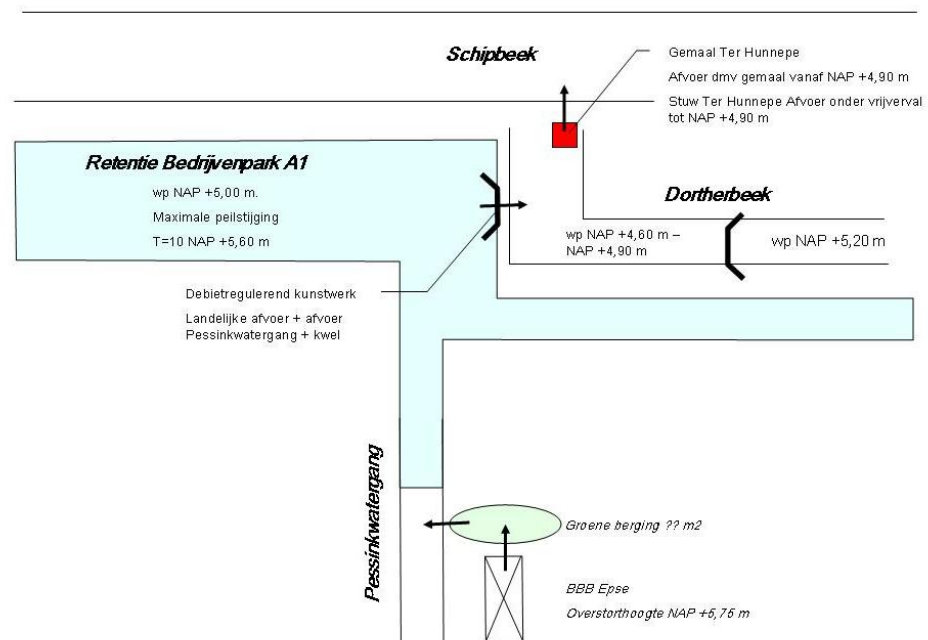 Schipbeek
Gemaal Ter Hunnepe
Afvoer dmv gemaal vanaf NAP +4,90 m
Stuw Ter Hunnepe Afvoer onder vrijverval
tot NAP +4,90 m
Retentie Bedrijvenpark A1
wp NAP +5,00 m.
Maximale peilstijging
T=10 NAP +5,60 m
Dortherbeek
wp NAP +4,60 m –
NAP +4,90 m
wp NAP +5,20 m
Debietregulerend kunstwerk
Landelijke afvoer + afvoer
Pessinkwatergang + kwel
Pessinkwatergang
Groene berging ?? m2
BBB Epse
Overstorthoogte NAP +5,75 m